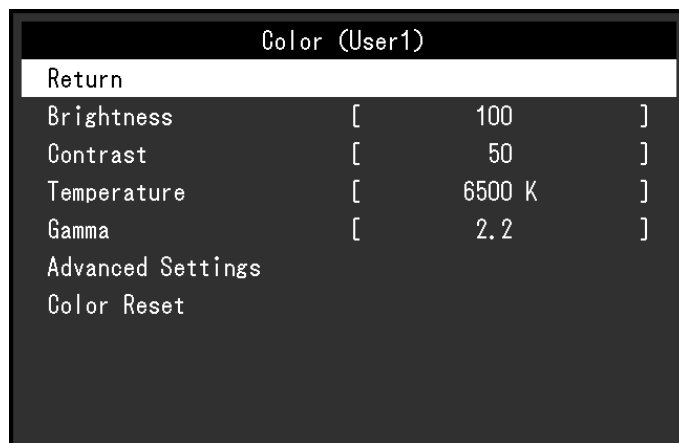 Color (User1)
Return
Brightness [ 100 ]
Contrast [ 50 ]
Temperature [ 6500 K ]
Gamma [ 2.2 ]
Advanced Settings
Color Reset